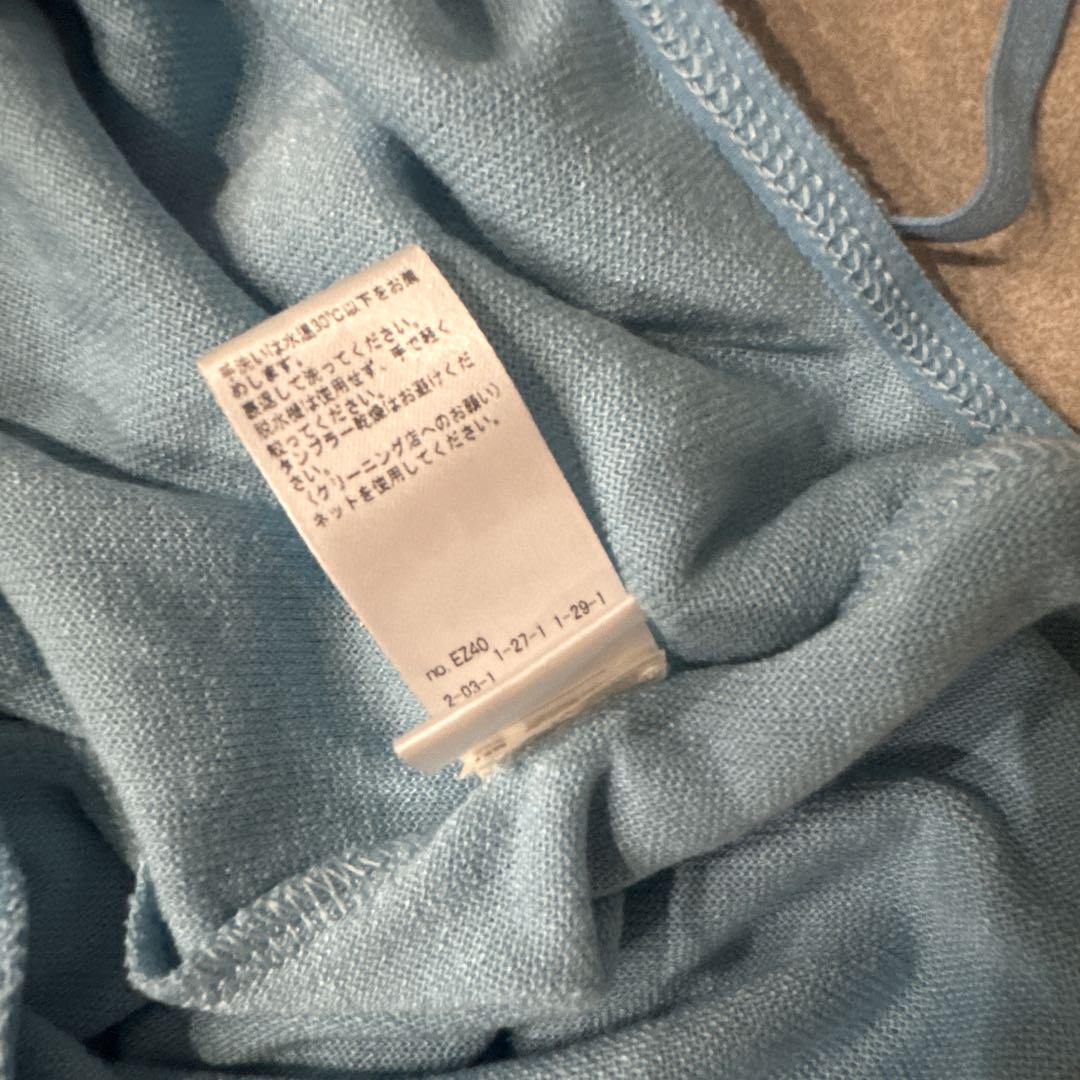 洗いは水温30℃以下をお薦
めします。
裏返して洗ってください。
脱水機は使用せず、手で軽く
絞ってください。
タンブラー乾燥はお避けくだ
さい。
(クリーニング店へのお願い)
ネットを使用してください。
no. EZ40
2-03-1 1-27-1 1-29-1